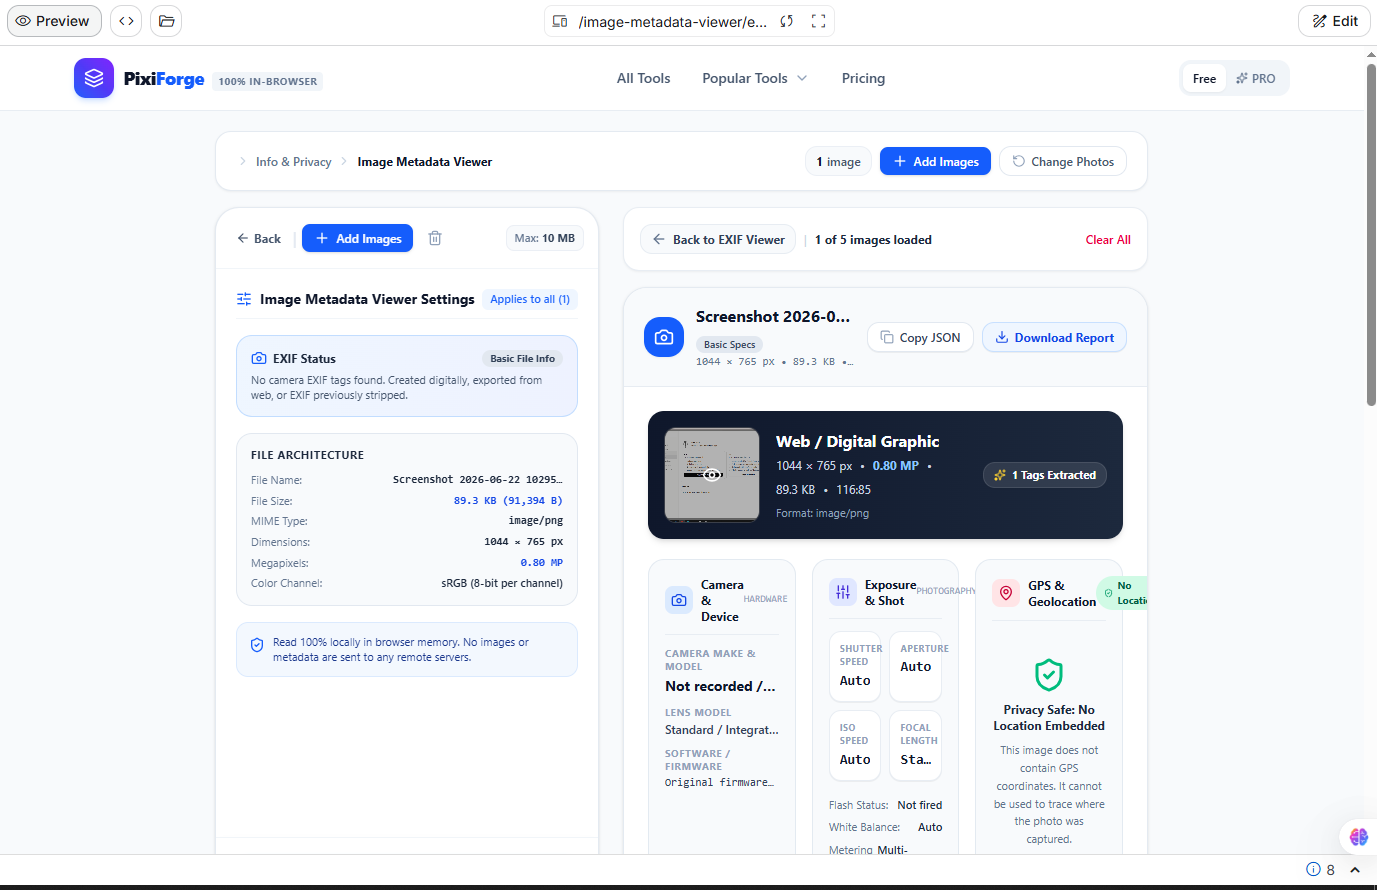 Preview
/image-metadata-viewer/e...
Edit
PixiForge
100% IN-BROWSER
All Tools
Popular Tools
Pricing
Free
PRO
Info & Privacy
Image Metadata Viewer
1 image
Add Images
Change Photos
Back
Add Images
Max: 10 MB
Back to EXIF Viewer
1 of 5 images loaded
Clear All
Image Metadata Viewer Settings
Applies to all (1)
EXIF Status
Basic File Info
No camera EXIF tags found. Created digitally, exported from
web, or EXIF previously stripped.
FILE ARCHITECTURE
File Name: Screenshot 2026-06-22 10295…
File Size: 89.3 KB (91,394 B)
MIME Type: image/png
Dimensions: 1044 × 765 px
Megapixels: 0.80 MP
Color Channel: sRGB (8-bit per channel)
Read 100% locally in browser memory. No images or
metadata are sent to any remote servers.
Screenshot 2026-0...
Basic Specs
1044 × 765 px • 89.3 KB •…
Copy JSON
Download Report
Web / Digital Graphic
1044 × 765 px • 0.80 MP •
89.3 KB • 116:85
Format: image/png
1 Tags Extracted
Camera
&
Device
HARDWARE
CAMERA MAKE &
MODEL
Not recorded /...
LENS MODEL
Standard / Integrat...
SOFTWARE /
FIRMWARE
Original firmware…
Exposure
& Shot
PHOTOGRAPHY
SHUTTER
SPEED
Auto
APERTURE
Auto
ISO
SPEED
Auto
FOCAL
LENGTH
Sta…
Flash Status: Not fired
White Balance: Auto
Metering Multi-
GPS &
Geolocation
No
Locati
Privacy Safe: No
Location Embedded
This image does not
contain GPS
coordinates. It cannot
be used to trace where
the photo was
captured.
8